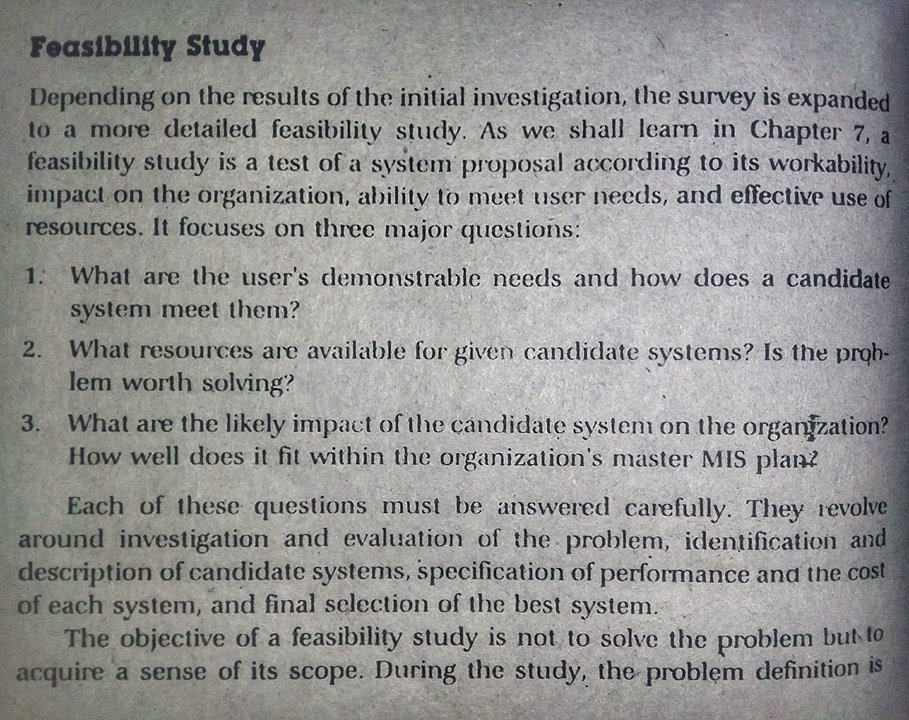 Feasibility Study
Depending on the results of the initial investigation, the survey is expanded
to a more detailed feasibility study. As we shall learn in Chapter 7, a
feasibility study is a test of a system proposal according to its workability,
impact on the organization, ability to meet user needs, and effective use of
resources. It focuses on three major questions:
1. What are the user's demonstrable needs and how does a candidate
system meet them?
2. What resources are available for given candidate systems? Is the prob-
lem worth solving?
3. What are the likely impact of the candidate system on the organization?
How well does it fit within the organization's master MIS plan?
Each of these questions must be answered carefully. They revolve
around investigation and evaluation of the problem, identification and
description of candidate systems, specification of performance and the cost
of each system, and final selection of the best system.
The objective of a feasibility study is not to solve the problem but to
acquire a sense of its scope. During the study, the problem definition is